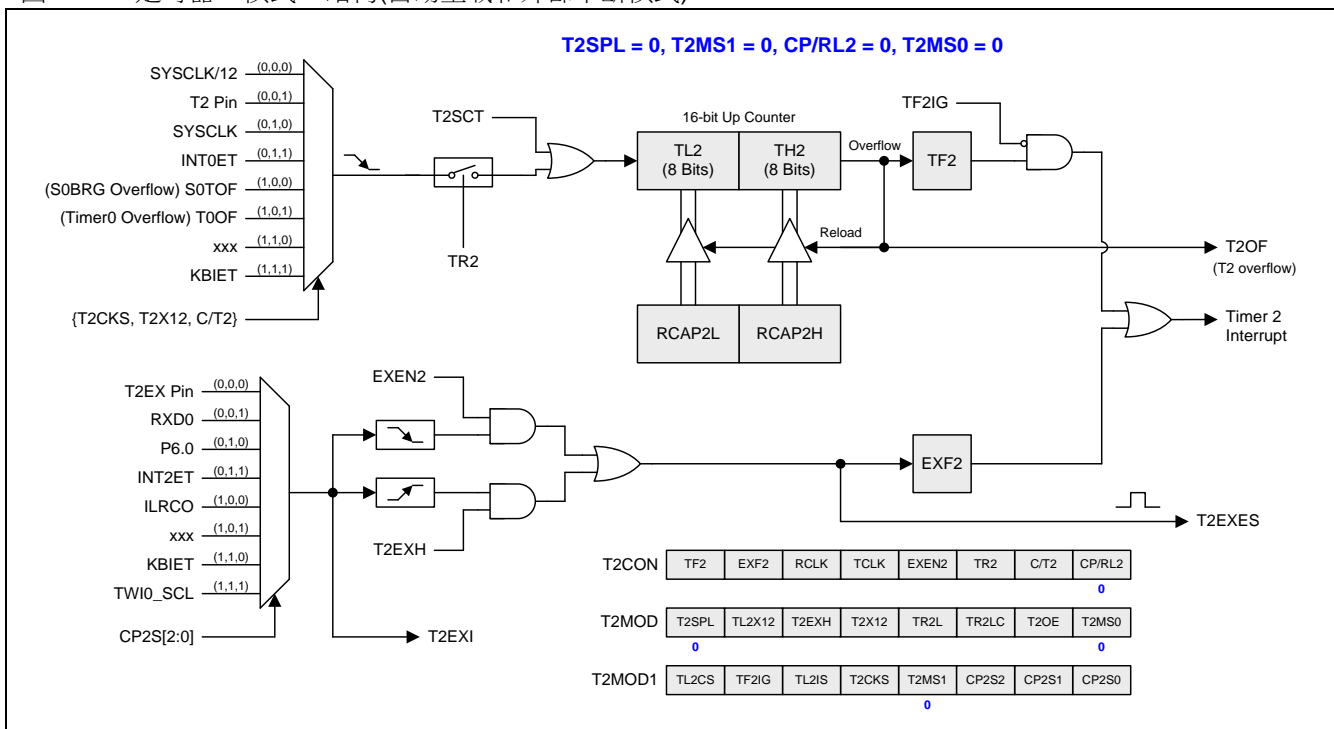 T2SPL = 0, T2MS1 = 0, CP/RL2 = 0, T2MS0 = 0
SYSCLK/12 (0,0,0)
T2 Pin (0,0,1)
SYSCLK (0,1,0)
INT0ET (0,1,1)
(S0BRG Overflow) S0TOF (1,0,0)
(Timer0 Overflow) T0OF (1,0,1)
xxx (1,1,0)
KBIET (1,1,1)
{T2CKS, T2X12, C/T2}
TR2
T2SCT
16-bit Up Counter
TL2
(8 Bits)
TH2
(8 Bits)
Overflow
TF2
TF2IG
Reload
T2OF
(T2 overflow)
RCAP2L
RCAP2H
Timer 2
Interrupt
T2EX Pin (0,0,0)
RXD0 (0,0,1)
P6.0 (0,1,0)
INT2ET (0,1,1)
ILRCO (1,0,0)
xxx (1,0,1)
KBIET (1,1,0)
TWI0_SCL (1,1,1)
CP2S[2:0]
EXEN2
T2EXH
T2EXI
EXF2
T2EXES
T2CON TF2 EXF2 RCLK TCLK EXEN2 TR2 C/T2 CP/RL2
0
T2MOD T2SPL TL2X12 T2EXH T2X12 TR2L TR2LC T2OE T2MS0
0 0
T2MOD1 TL2CS TF2IG TL2IS T2CKS T2MS1 CP2S2 CP2S1 CP2S0
0